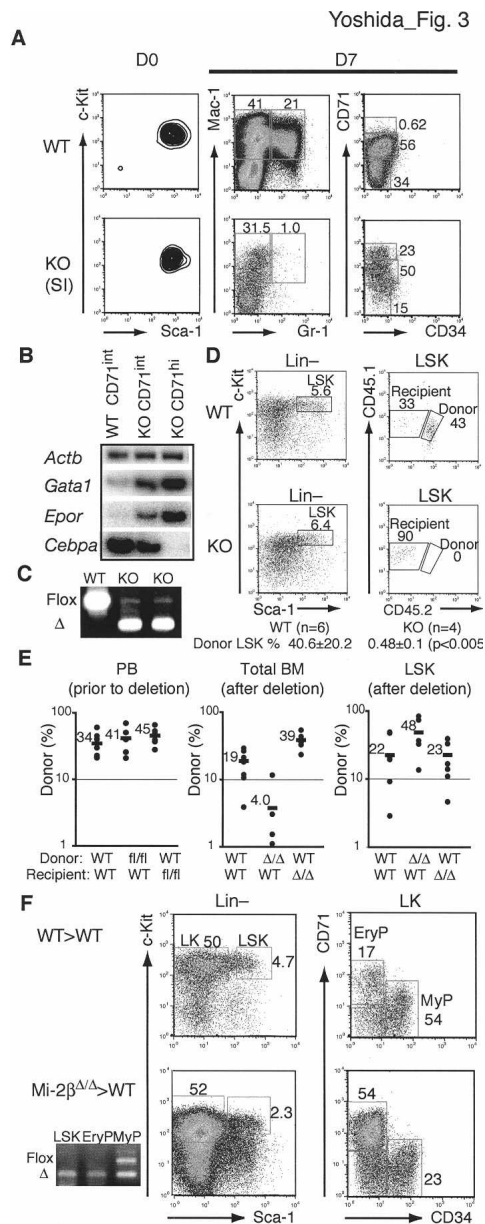 Yoshida_Fig. 3
A
D0 D7
c-Kit Mac-1 CD71
WT
41 21
0.62
56
34
KO
(SI)
31.5 1.0
23
50
15
Sca-1 Gr-1 CD34
B
WT CD71int
KO CD71int
KO CD71hi
Actb
Gata1
Epor
Cebpa
C
WT KO KO
Flox
Δ
D
Lin– LSK
c-Kit CD45.1
WT
LSK
5.6
Recipient
33
Donor
43
Lin– LSK
KO
LSK
6.4
Recipient
90
Donor
0
Sca-1 CD45.2
WT (n=6) KO (n=4)
Donor LSK % 40.6±20.2 0.48±0.1 (p<0.005
E
PB
(prior to deletion)
Total BM
(after deletion)
LSK
(after deletion)
Donor (%) Donor (%) Donor (%)
100 100 100
10 10 10
1 1 1
34 41 45
19 4.0 39
22 48 23
Donor: WT fl/fl WT WT Δ/Δ WT WT Δ/Δ WT
Recipient: WT WT fl/fl WT WT Δ/Δ WT WT Δ/Δ
F
Lin– LK
c-Kit CD71
WT>WT
LK 50 LSK
4.7
EryP
17
MyP
54
Mi-2βΔ/Δ>WT
52
2.3
54
23
LSK EryP MyP
Flox
Δ
Sca-1 CD34